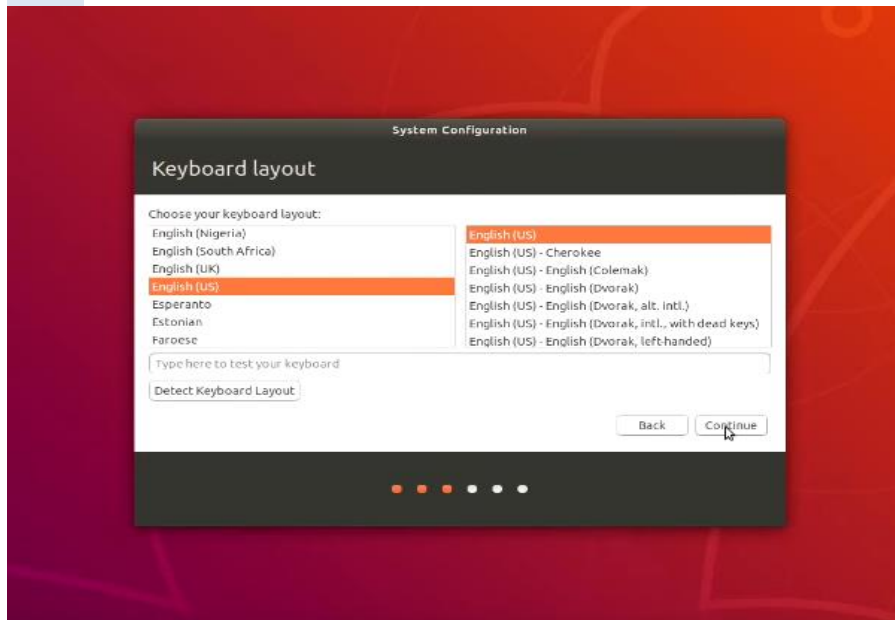 System Configuration
Keyboard layout
Choose your keyboard layout:
English (Nigeria)
English (South Africa)
English (UK)
English (US)
Esperanto
Estonian
Faroese
English (US)
English (US) - Cherokee
English (US) - English (Colemak)
English (US) - English (Dvorak)
English (US) - English (Dvorak, alt. intl.)
English (US) - English (Dvorak, intl., with dead keys)
English (US) - English (Dvorak, left-handed)
Type here to test your keyboard
Detect Keyboard Layout
Back
Continue